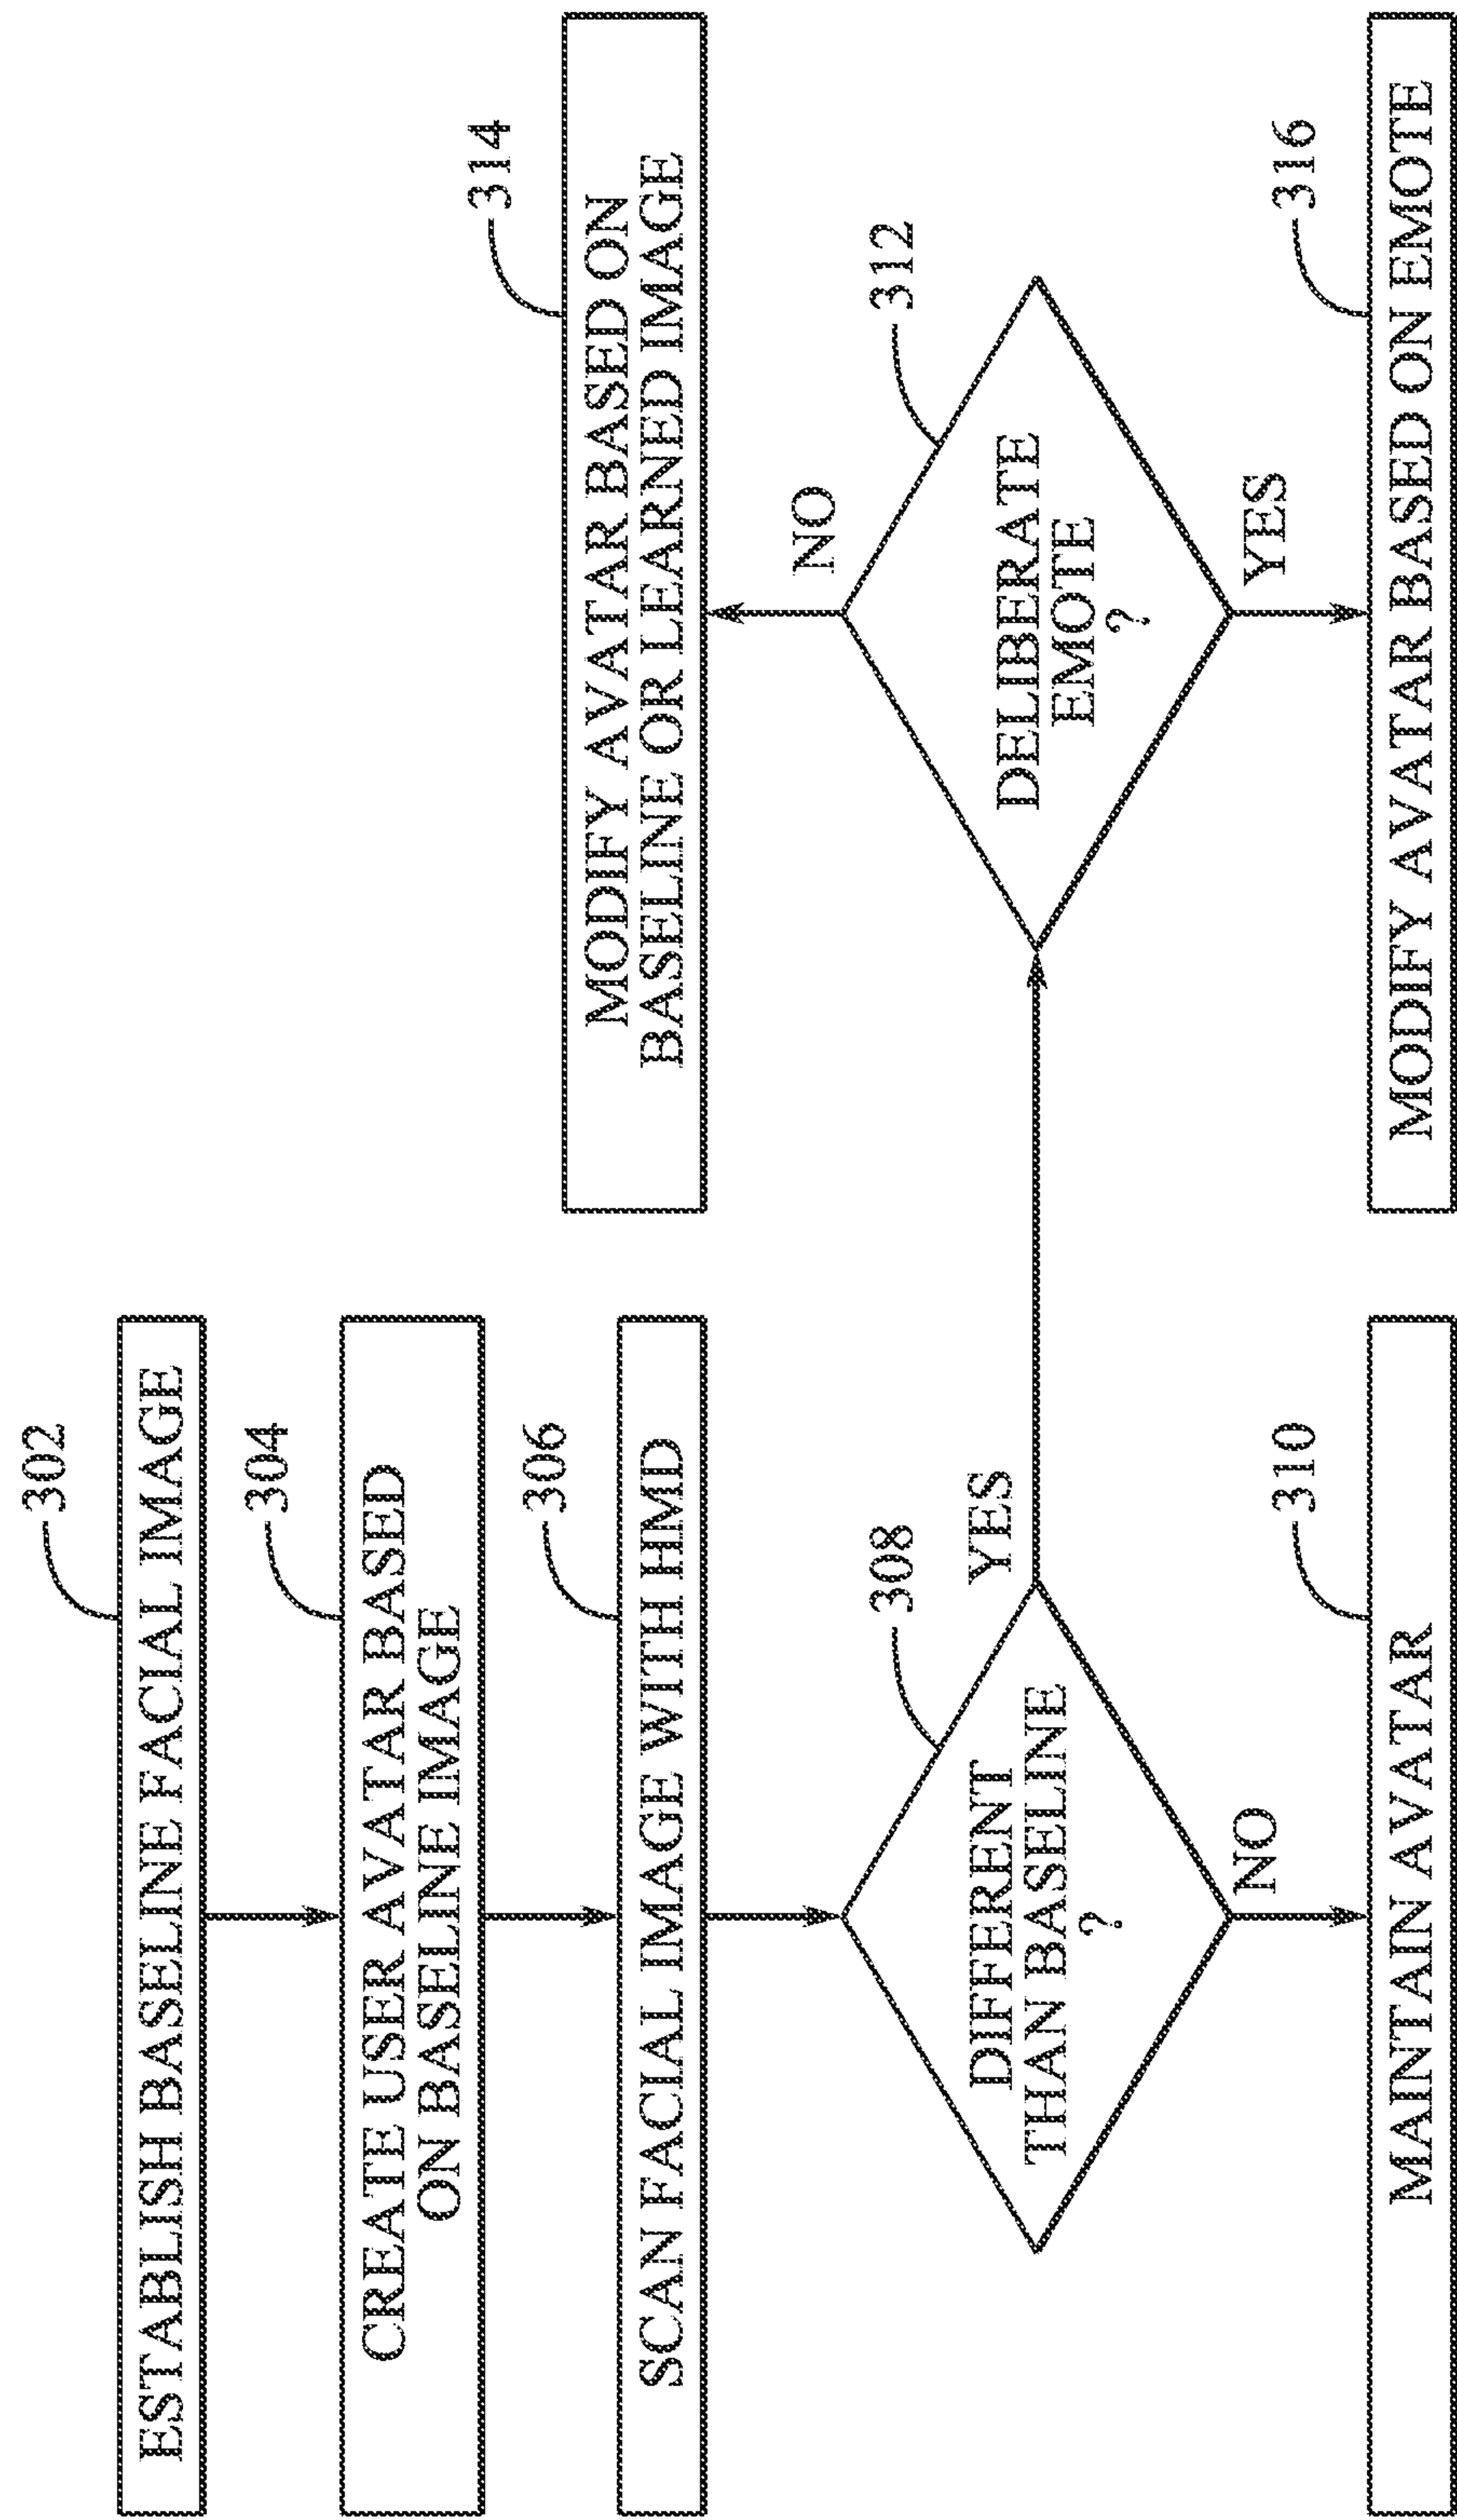 302
ESTABLISH BASELINE FACIAL IMAGE
304
CREATE USER AVATAR BASED
ON BASELINE IMAGE
306
SCAN FACIAL IMAGE WITH HMD
308
DIFFERENT
THAN BASELINE
?
YES
NO
310
MAINTAIN AVATAR
312
DELIBERATE
EMOTE
?
NO
YES
314
MODIFY AVATAR BASED ON
BASELINE OR LEARNED IMAGE
316
MODIFY AVATAR BASED ON EMOTE